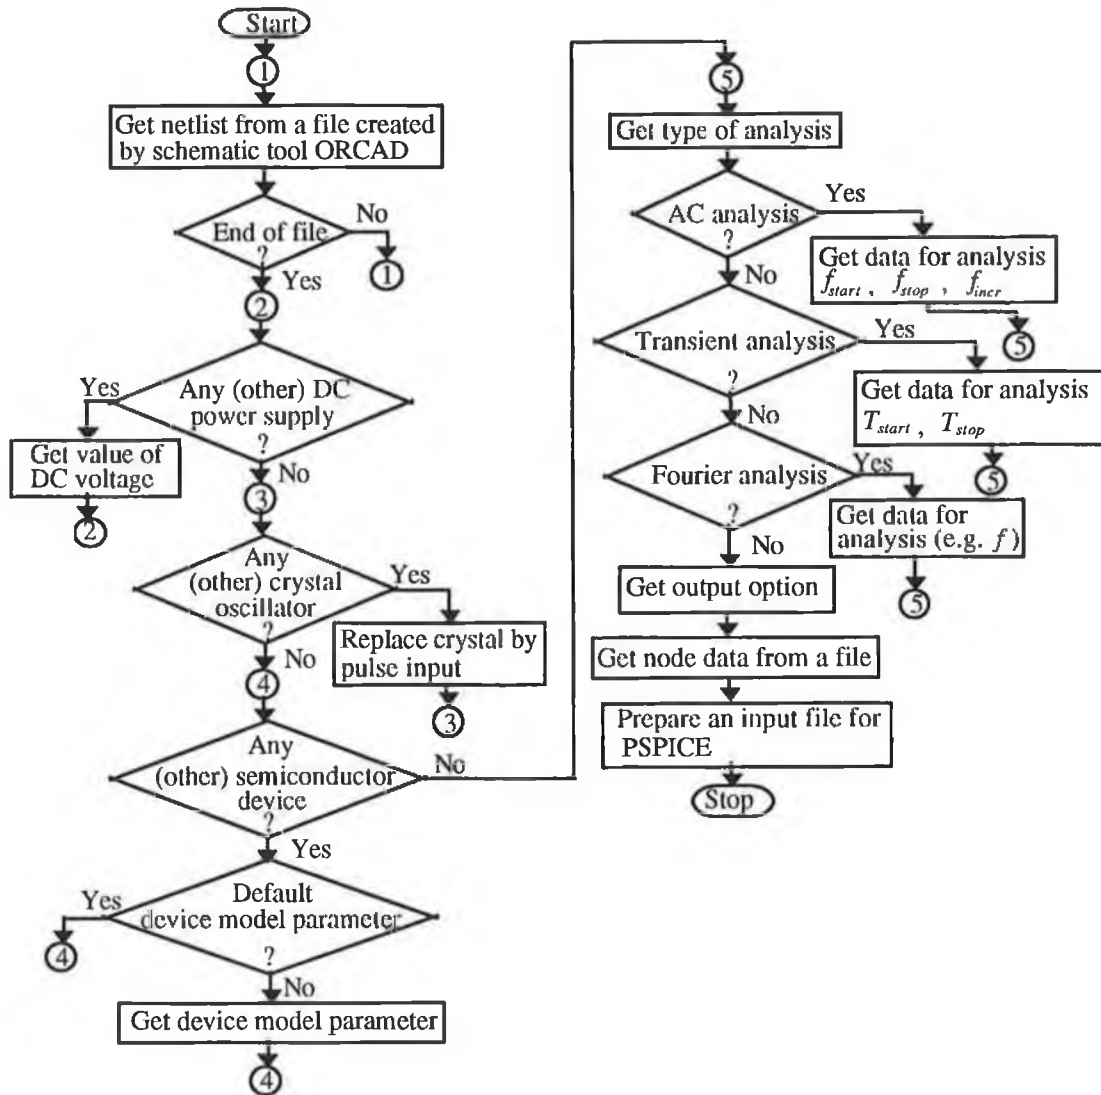 Start
1
Get netlist from a file created
by schematic tool ORCAD
End of file
?
No
1
Yes
2
Any (other) DC
power supply
?
Yes
Get value of
DC voltage
2
No
3
Any
(other) crystal
oscillator
?
Yes
Replace crystal by
pulse input
3
No
4
Any
(other) semiconductor
device
?
No
Yes
Default
device model parameter
?
Yes
4
No
Get device model parameter
4
5
Get type of analysis
AC analysis
?
Yes
Get data for analysis
f start , f stop , f incr
5
No
Transient analysis
?
Yes
Get data for analysis
T start , T stop
5
No
Fourier analysis
?
Yes
Get data for
analysis (e.g. f)
5
No
Get output option
Get node data from a file
Prepare an input file for
PSPICE
Stop